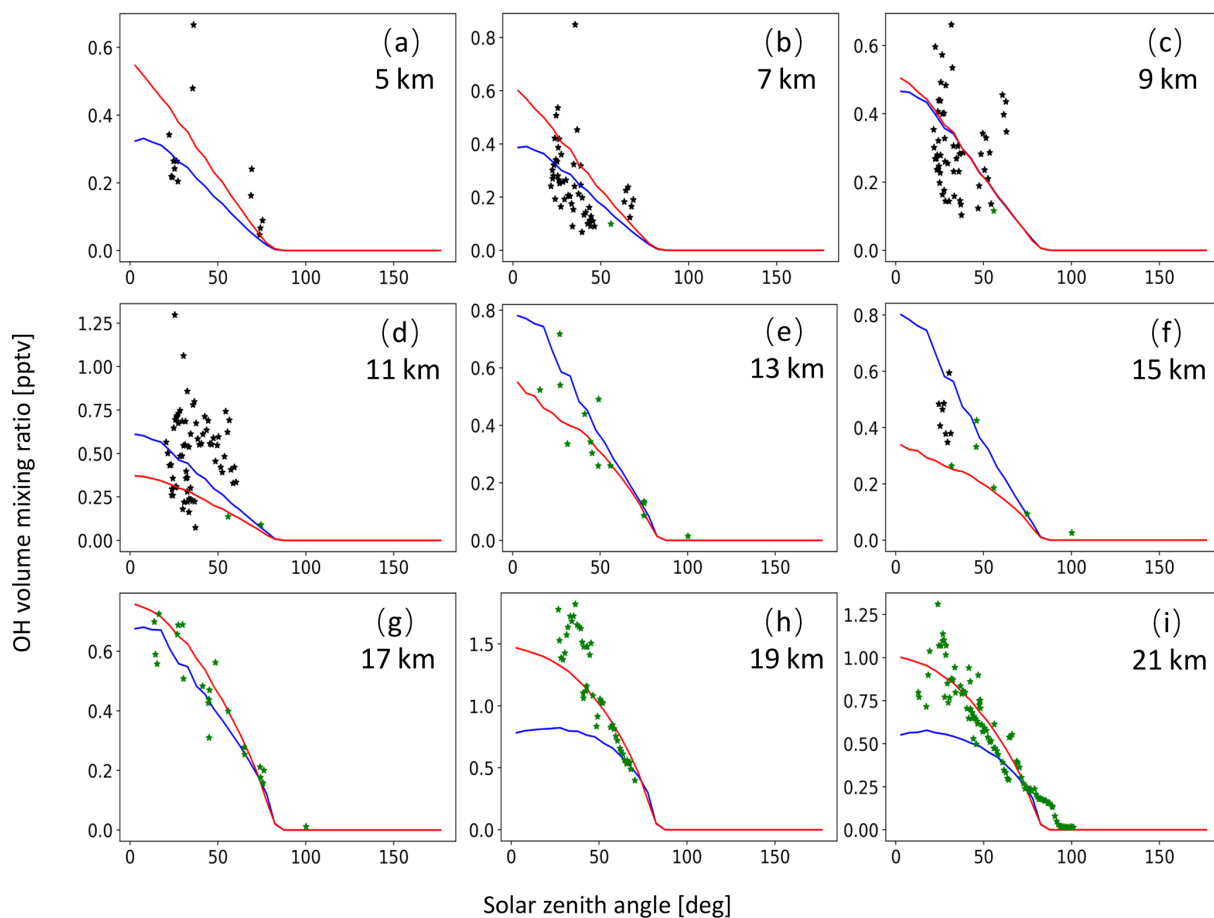 (a)
5 km
0.6
0.4
0.2
0.0
0 50 100 150
(b)
7 km
0.8
0.6
0.4
0.2
0.0
0 50 100 150
(c)
9 km
0.6
0.4
0.2
0.0
0 50 100 150
OH volume mixing ratio [pptv]
(d)
11 km
1.25
1.00
0.75
0.50
0.25
0.00
0 50 100 150
(e)
13 km
0.8
0.6
0.4
0.2
0.0
0 50 100 150
(f)
15 km
0.8
0.6
0.4
0.2
0.0
0 50 100 150
(g)
17 km
0.6
0.4
0.2
0.0
0 50 100 150
(h)
19 km
1.5
1.0
0.5
0.0
0 50 100 150
(i)
21 km
1.25
1.00
0.75
0.50
0.25
0.00
0 50 100 150
Solar zenith angle [deg]